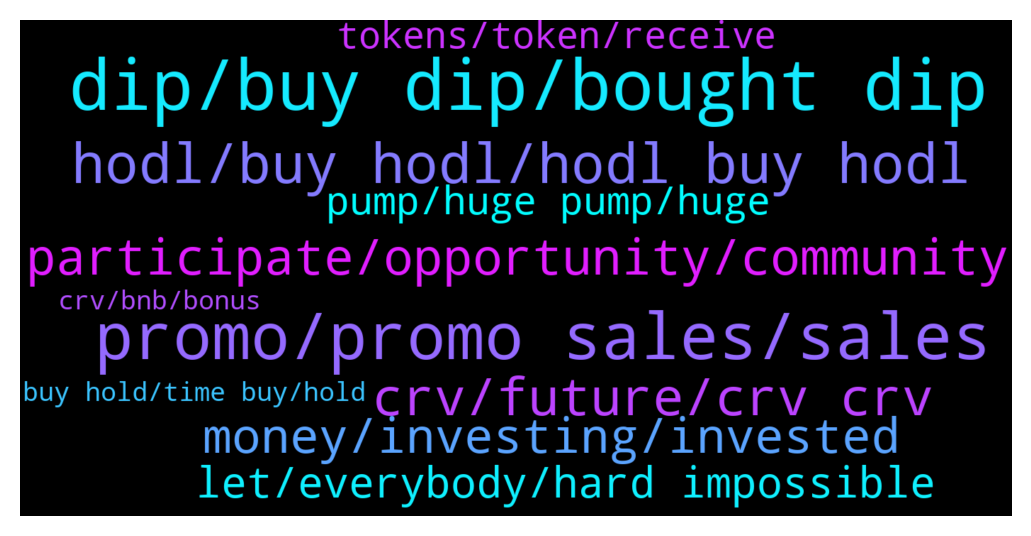 tokens/token/receive
dip/buy dip/bought dip
hodl/buy hodl/hodl buy hodl
pump/huge pump/huge
participate/opportunity/community
crv/bnb/bonus
promo/promo sales/sales
buy hold/time buy/hold
crv/future/crv crv
money/investing/invested
let/everybody/hard impossible